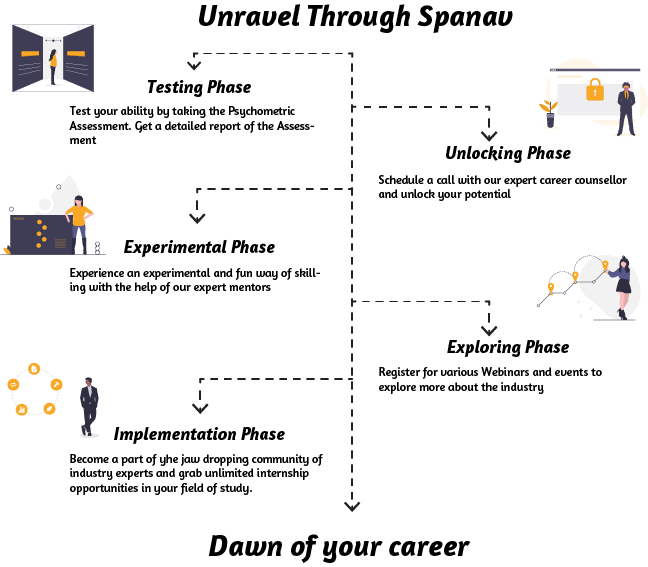 Unravel Through Spanav
Testing Phase
Test your ability by taking the Psychometric
Assessment. Get a detailed report of the Assess-
ment
Unlocking Phase
Schedule a call with our expert career counsellor
and unlock your potential
Experimental Phase
Experience an experimental and fun way of skill-
ing with the help of our expert mentors
Exploring Phase
Register for various Webinars and events to
explore more about the industry
Implementation Phase
Become a part of yhe jaw dropping community of
industry experts and grab unlimited internship
opportunities in your field of study.
Dawn of your career